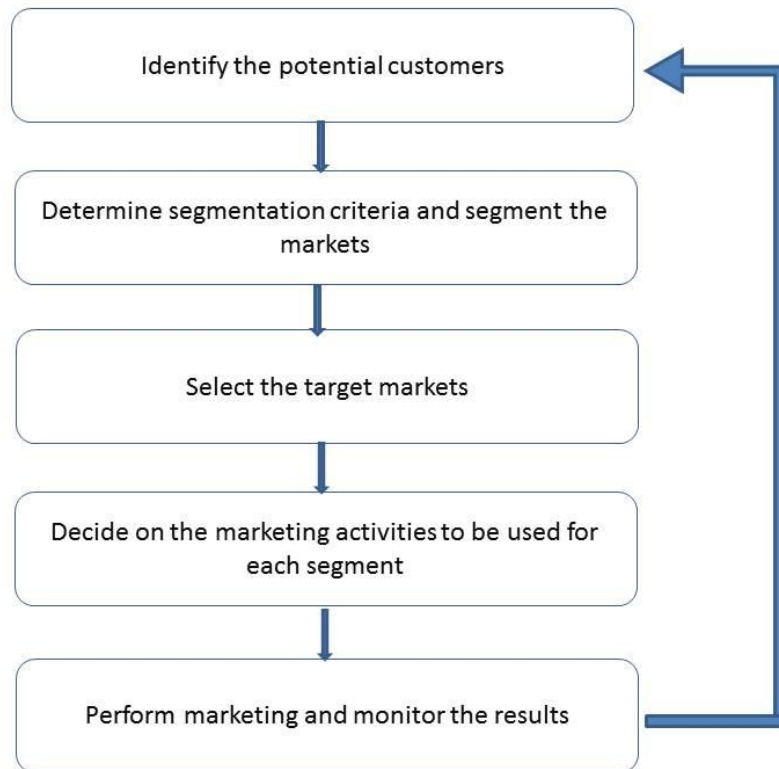 Identify the potential customers
Determine segmentation criteria and segment the
markets
Select the target markets
Decide on the marketing activities to be used for
each segment
Perform marketing and monitor the results